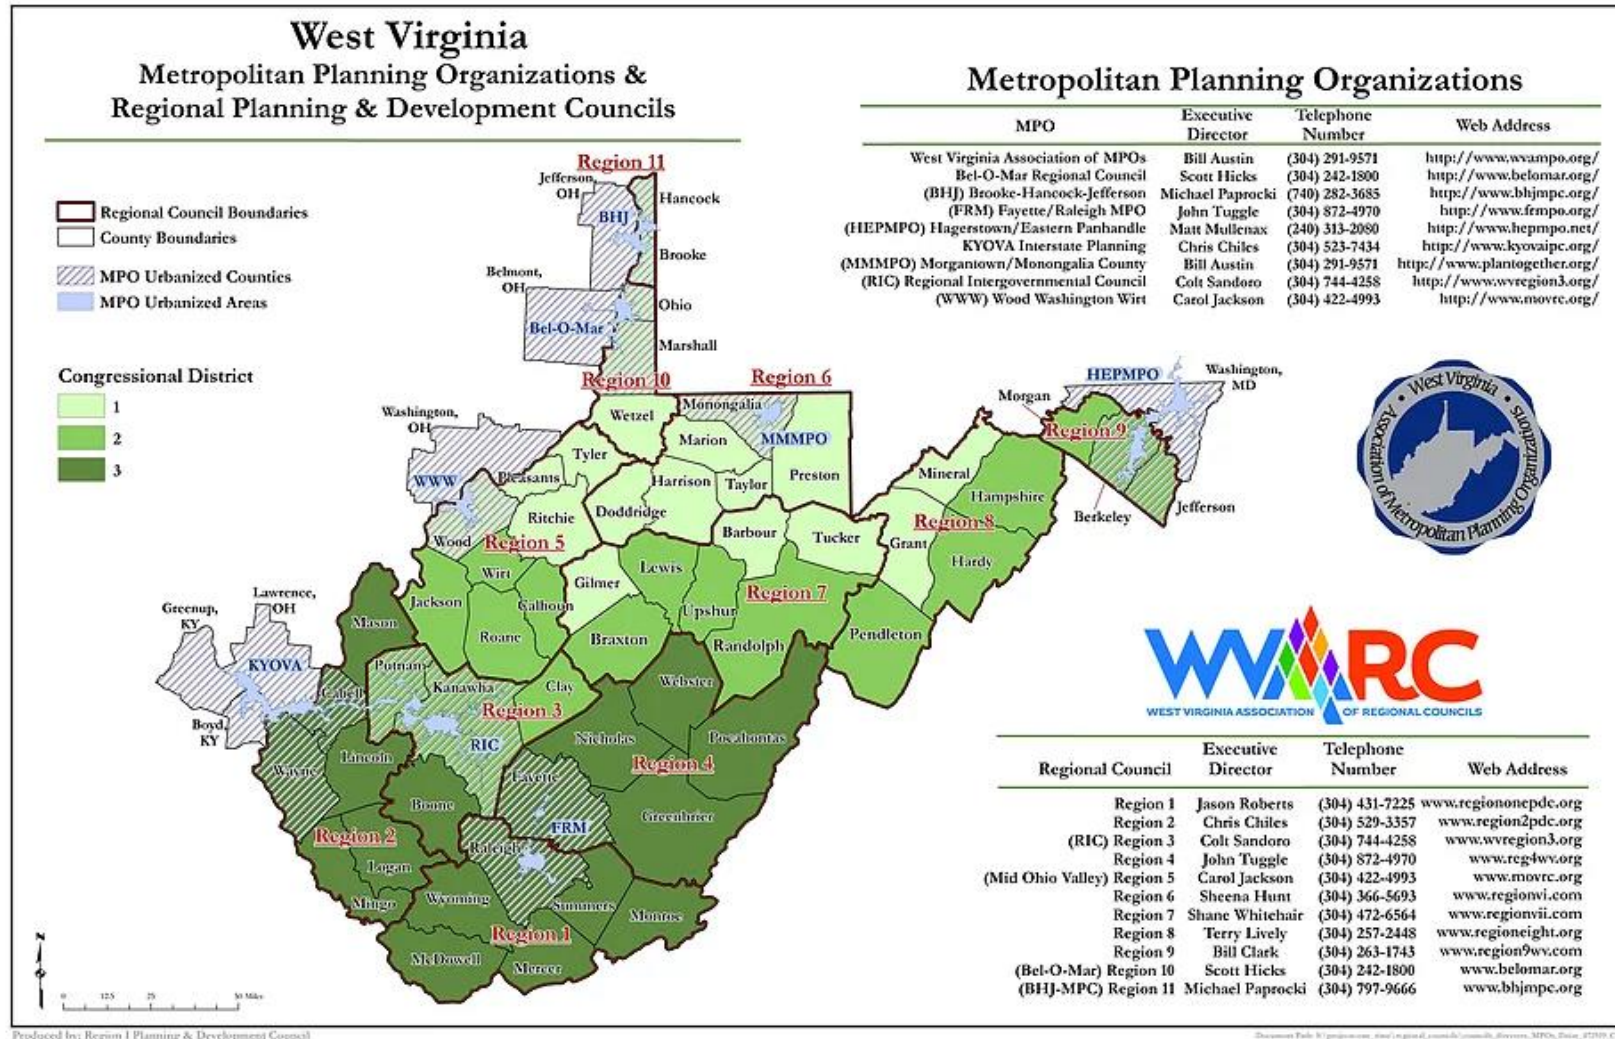 West Virginia
Metropolitan Planning Organizations &
Regional Planning & Development Councils
Regional Council Boundaries
County Boundaries
MPO Urbanized Counties
MPO Urbanized Areas
Congressional District
1
2
3
Metropolitan Planning Organizations
MPO Executive Director Telephone Number Web Address
West Virginia Association of MPOs Bill Austin (304) 291-9571 http://www.wvampo.org/
Bel-O-Mar Regional Council Scott Hicks (304) 242-1800 http://www.belomar.org/
(BHJ) Brooke-Hancock-Jefferson Michael Paprocki (740) 282-3685 http://www.bhjmpc.org/
(FRM) Fayette/Raleigh MPO John Tuggle (304) 872-4970 http://www.frmpo.org/
(HEPMPO) Hagerstown/Eastern Panhandle Matt Mullenax (240) 313-2080 http://www.hepmpo.net/
KYOVA Interstate Planning Chris Chiles (304) 523-7434 http://www.kyovaipc.org/
(MMMPO) Morgantown/Monongalia County Bill Austin (304) 291-9571 http://www.plantogether.org/
(RIC) Regional Intergovernmental Council Colt Sandoro (304) 744-4258 http://www.wvregion3.org/
(WWW) Wood Washington Wirt Carol Jackson (304) 422-4993 http://www.movrc.org/
Region 11
Jefferson, OH
BHJ
Hancock
Brooke
Belmont, OH
Ohio
Bel-O-Mar
Marshall
Region 10
Region 6
Washington, OH
Wetzel
Monongalia
MMMPO
Marion
Tyler
Preston
WWW
Pleasants
Harrison
Taylor
Ritchie
Doddridge
Wood
Region 5
Barbour
Tucker
HEPMPO
Washington, MD
Morgan
Region 9
Mineral
Hampshire
Berkeley
Jefferson
Region 8
Grant
Hardy
Wirt
Gilmer
Lewis
Region 7
Jackson
Calhoun
Upshur
Roane
Braxton
Randolph
Pendleton
Greenup, KY
Lawrence, OH
Mason
KYOVA
Putnam
Cabell
Kanawha
Clay
Webster
Region 3
Boyd, KY
RIC
Nicholas
Pocahontas
Wayne
Lincoln
Region 4
Fayette
Boone
Greenbrier
FRM
Region 2
Raleigh
Logan
Mingo
Wyoming
Summers
Monroe
Region 1
McDowell
Mercer
N
0 12.5 25 50 Miles
West Virginia
Association of Metropolitan Planning Organizations
WVARC
WEST VIRGINIA ASSOCIATION OF REGIONAL COUNCILS
Regional Council Executive Director Telephone Number Web Address
Region 1 Jason Roberts (304) 431-7225 www.regiononepdc.org
Region 2 Chris Chiles (304) 529-3357 www.region2pdc.org
(RIC) Region 3 Colt Sandoro (304) 744-4258 www.wvregion3.org
Region 4 John Tuggle (304) 872-4970 www.reg4wv.org
(Mid Ohio Valley) Region 5 Carol Jackson (304) 422-4993 www.movrc.org
Region 6 Sheena Hunt (304) 366-5693 www.regionvi.com
Region 7 Shane Whitehair (304) 472-6564 www.regionvii.com
Region 8 Terry Lively (304) 257-2448 www.regioneight.org
Region 9 Bill Clark (304) 263-1743 www.region9wv.com
(Bel-O-Mar) Region 10 Scott Hicks (304) 242-1800 www.belomar.org
(BHJ-MPC) Region 11 Michael Paprocki (304) 797-9666 www.bhjmpc.org
Produced by: Region I Planning & Development Council